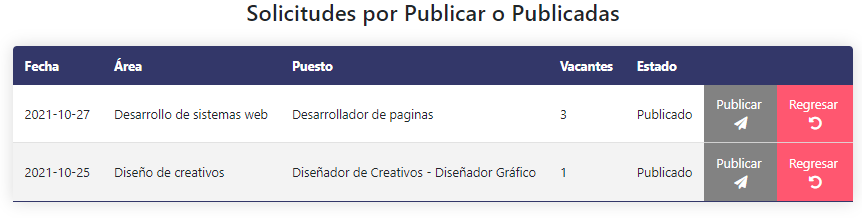 Solicitudes por Publicar o Publicadas
Fecha Área Puesto Vacantes Estado
2021-10-27 Desarrollo de sistemas web Desarrollador de paginas 3 Publicado Publicar Regresar
2021-10-25 Diseño de creativos Diseñador de Creativos - Diseñador Gráfico 1 Publicado Publicar Regresar